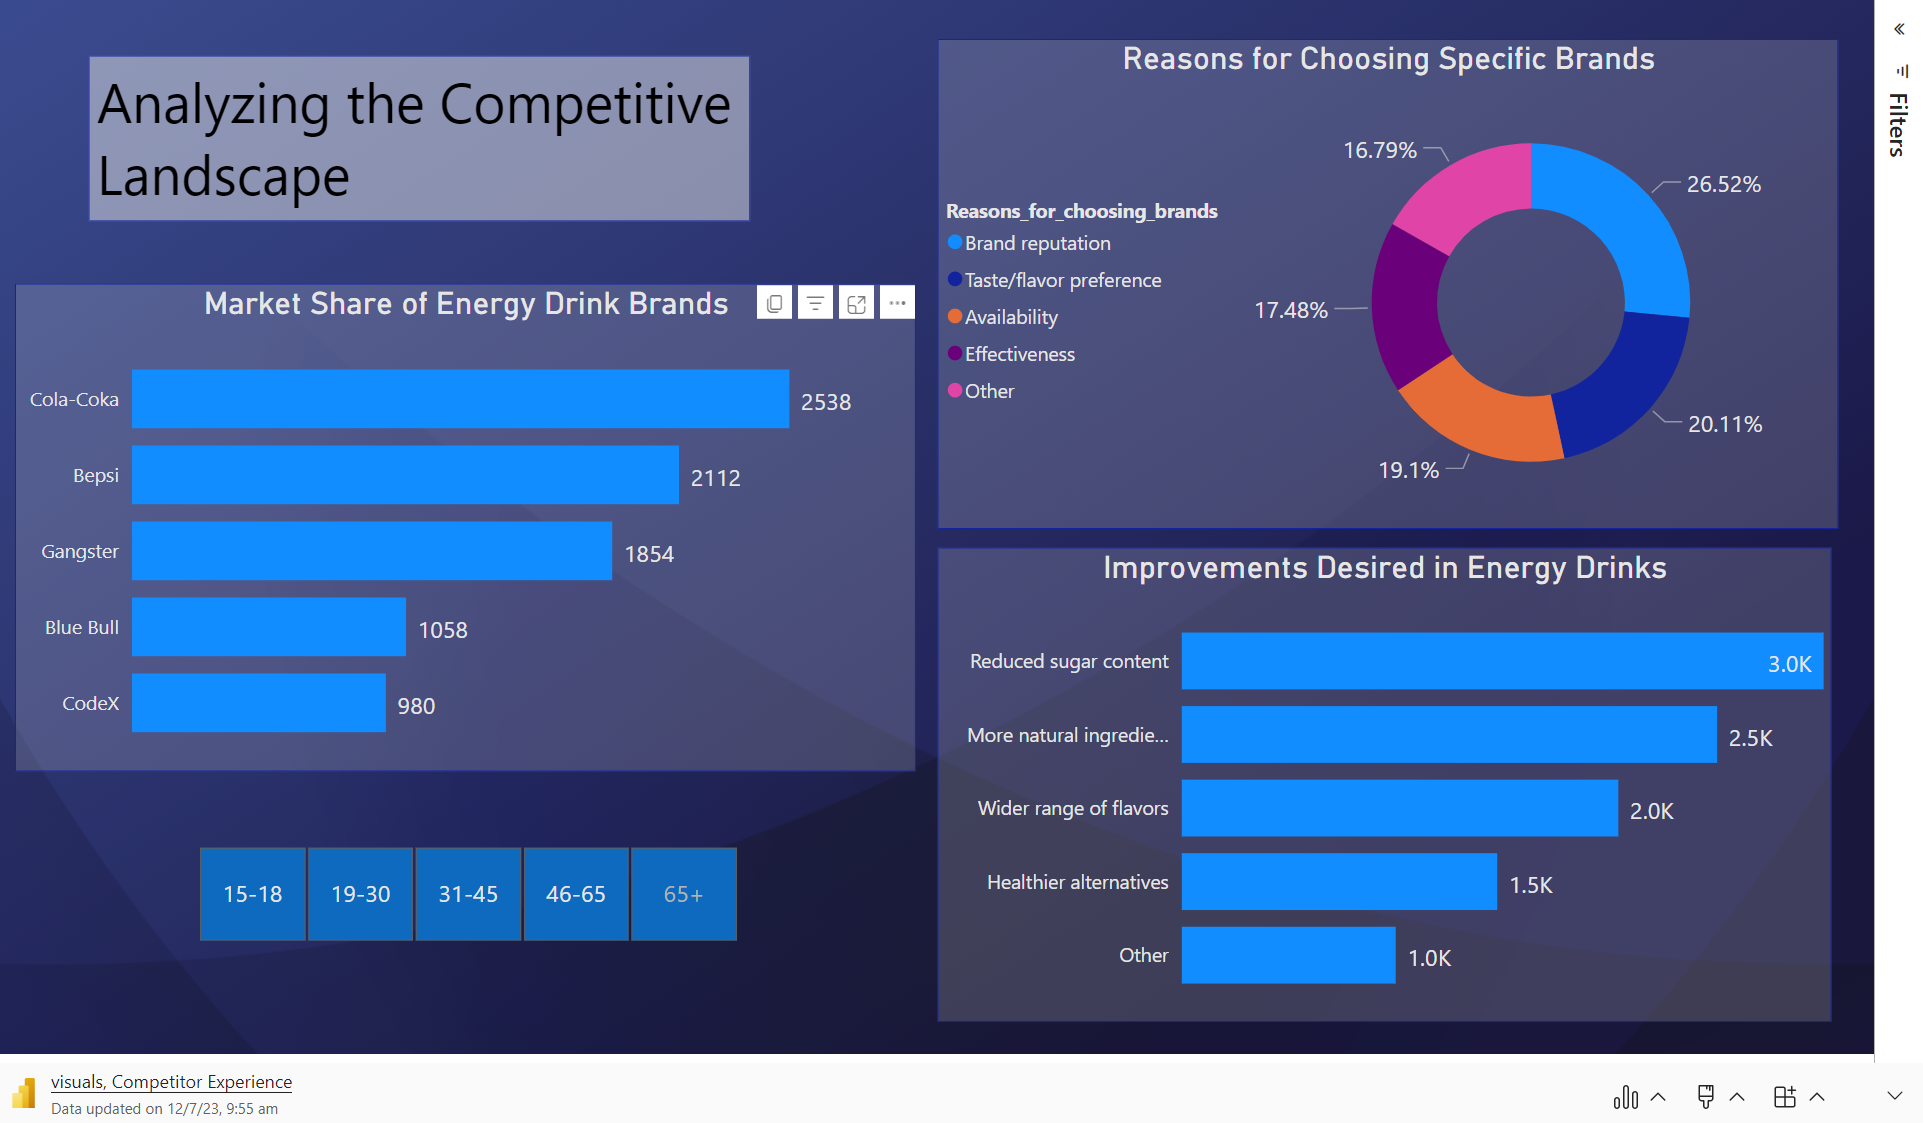 Analyzing the Competitive
Landscape
Market Share of Energy Drink Brands
Cola-Coka
2538
Bepsi
2112
Gangster
1854
Blue Bull
1058
CodeX
980
15-18
19-30
31-45
46-65
65+
Reasons for Choosing Specific Brands
Reasons_for_choosing_brands
Brand reputation
Taste/flavor preference
Availability
Effectiveness
Other
16.79%
26.52%
17.48%
20.11%
19.1%
Improvements Desired in Energy Drinks
Reduced sugar content
3.0K
More natural ingredie...
2.5K
Wider range of flavors
2.0K
Healthier alternatives
1.5K
Other
1.0K
Filters
visuals, Competitor Experience
Data updated on 12/7/23, 9:55 am